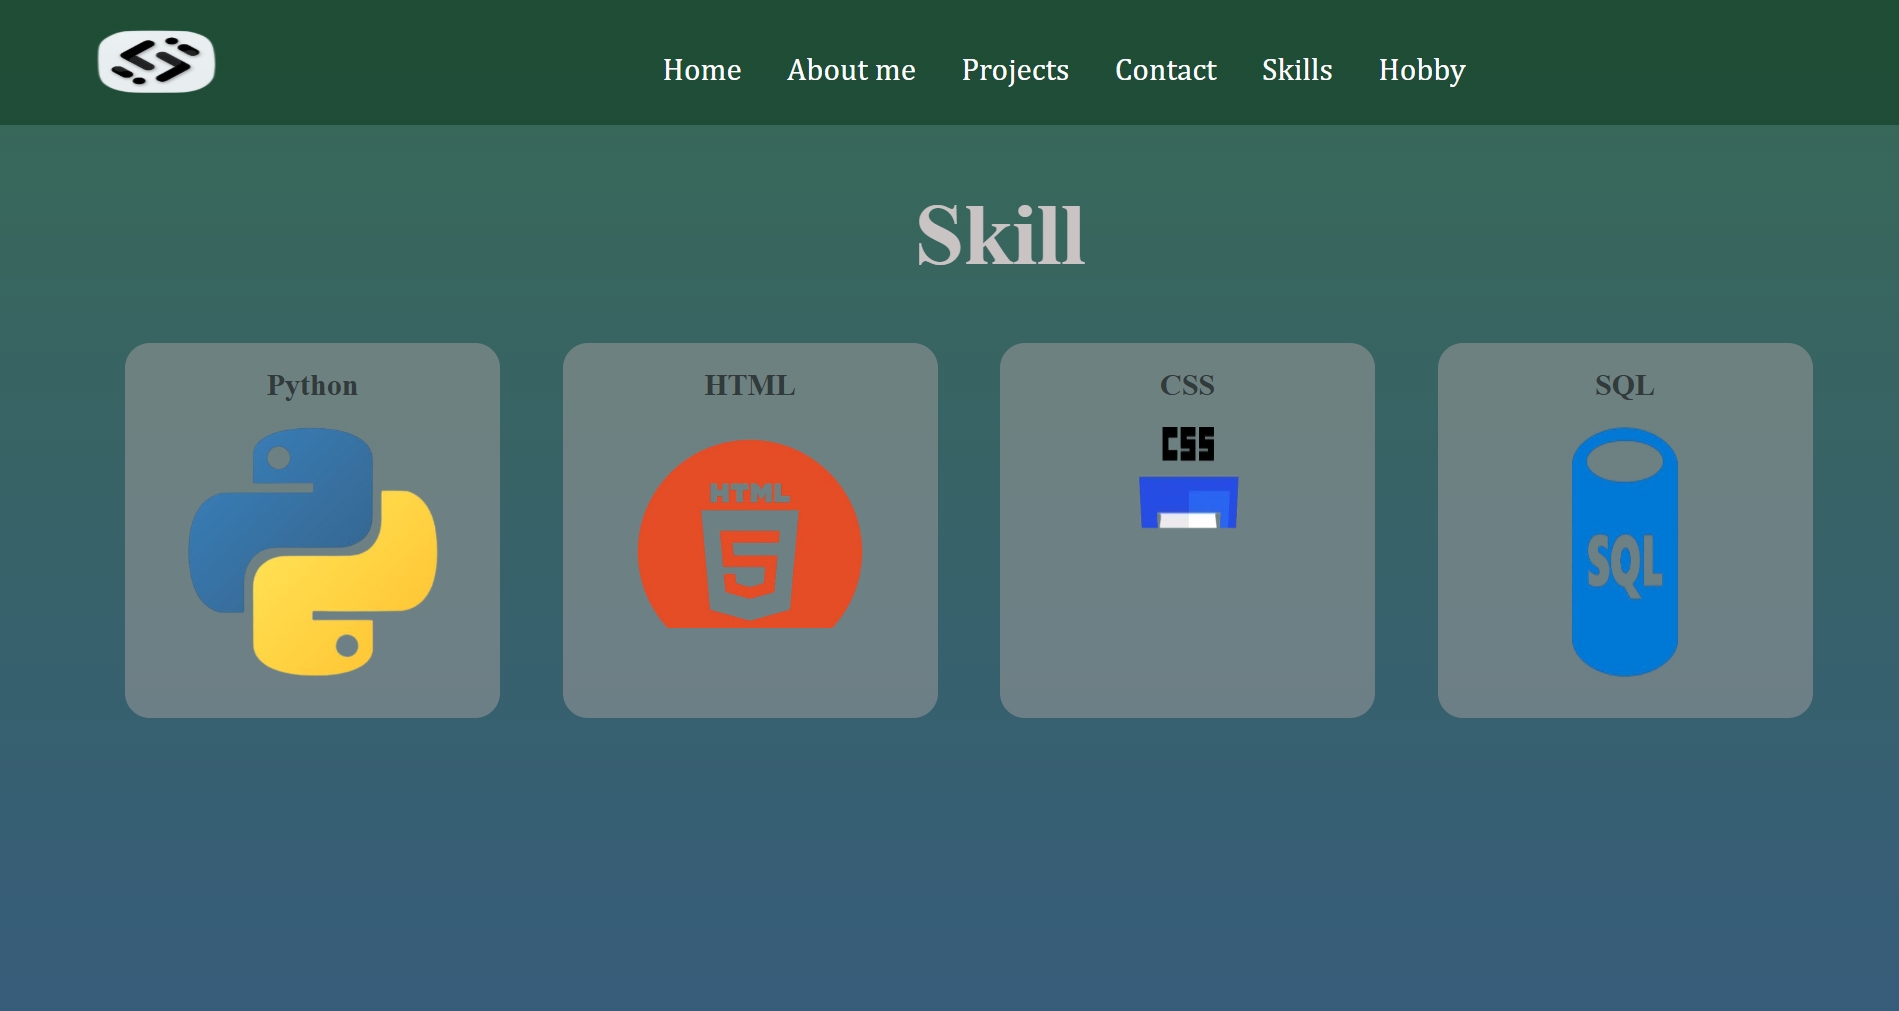 Home About me Projects Contact Skills Hobby
Skill
Python HTML CSS SQL
HTML
5
CSS
SQL